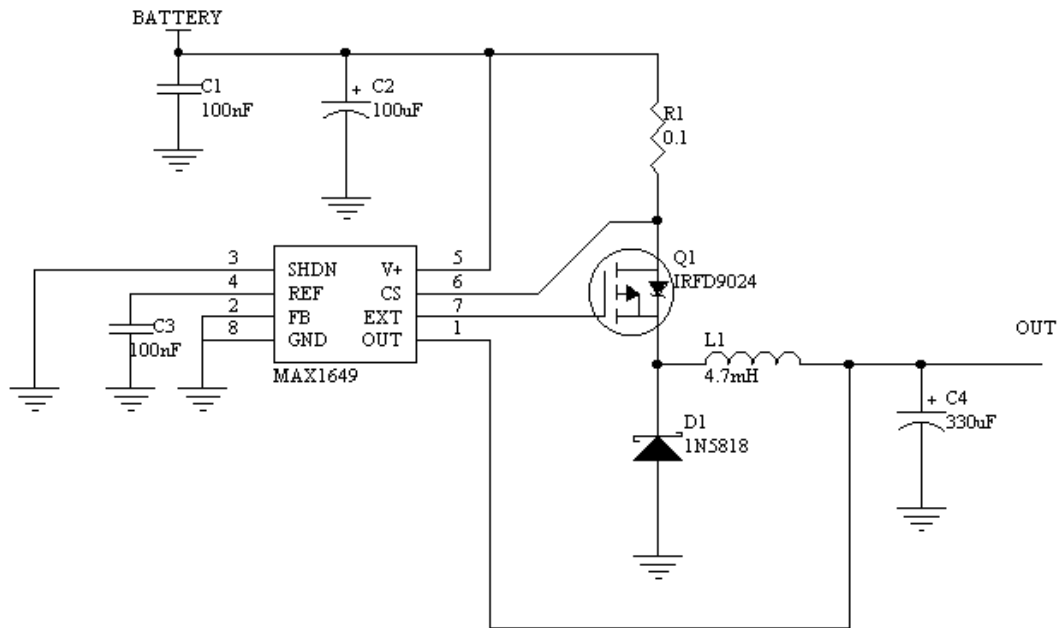 BATTERY
C1
100nF
+ C2
100uF
R1
0.1
3 SHDN V+ 5
4 REF CS 6
2 FB EXT 7
8 GND OUT 1
MAX1649
C3
100nF
Q1
IRFD9024
L1
4.7mH
OUT
D1
1N5818
+ C4
330uF